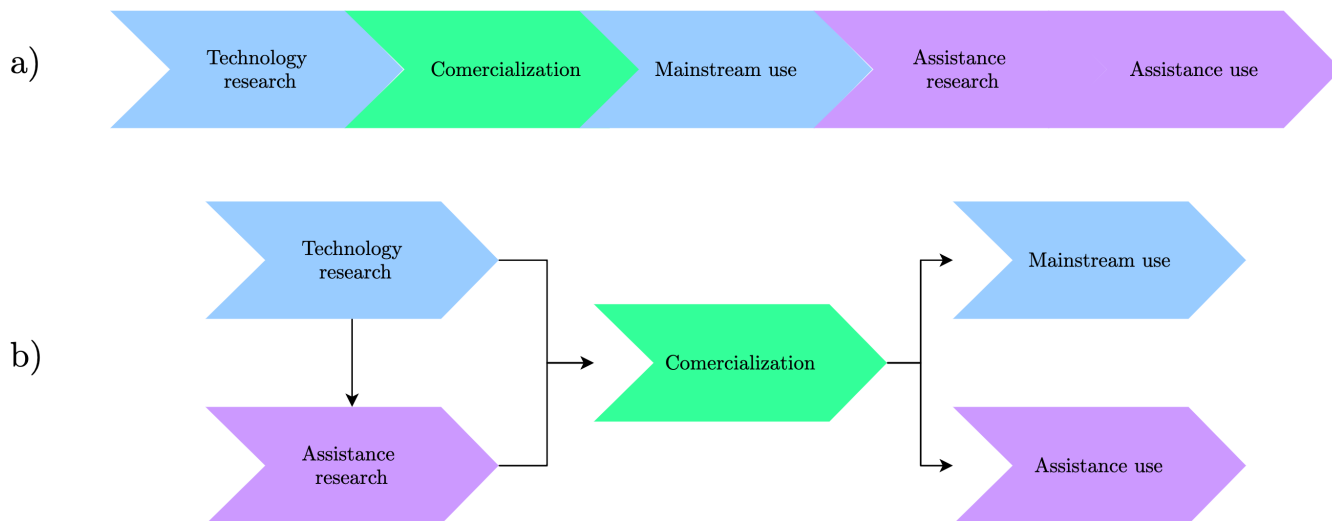 a)
Technology
research
Comercialization
Mainstream use
Assistance
research
Assistance use
b)
Technology
research
Assistance
research
Comercialization
Mainstream use
Assistance use